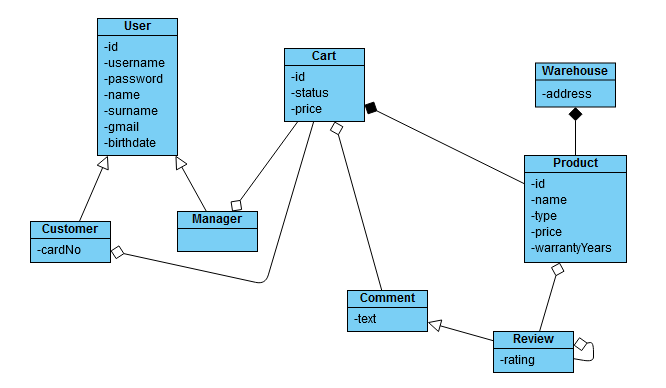 User
-id
-username
-password
-name
-surname
-gmail
-birthdate
Cart
-id
-status
-price
Warehouse
-address
Product
-id
-name
-type
-price
-warrantyYears
Customer
-cardNo
Manager
Comment
-text
Review
-rating